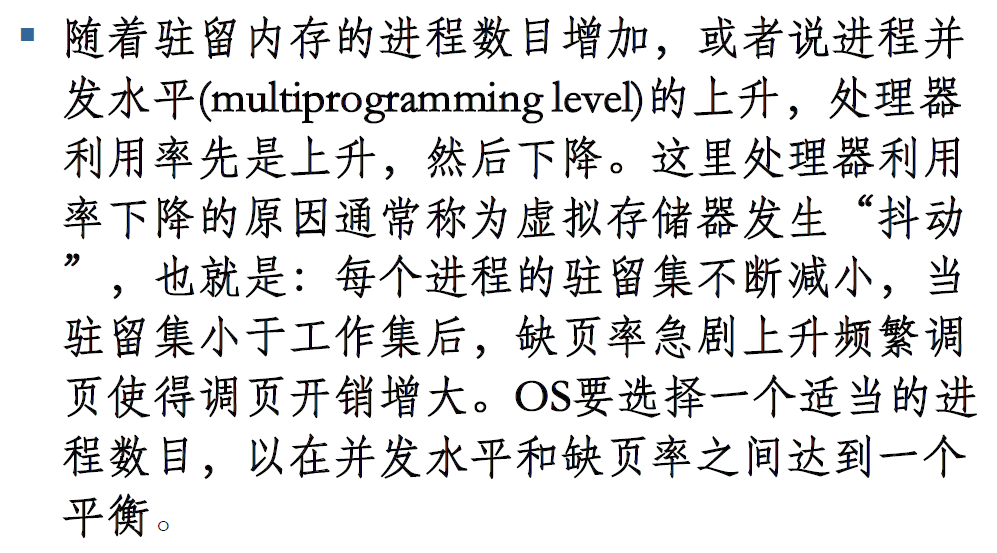 随着驻留内存的进程数目增加，或者说进程并
发水平(multiprogramming level)的上升，处理器
利用率先是上升，然后下降。这里处理器利用
率下降的原因通常称为虚拟存储器发生“抖动
”，也就是：每个进程的驻留集不断减小，当
驻留集小于工作集后，缺页率急剧上升频繁调
页使得调页开销增大。OS要选择一个适当的进
程数目，以在并发水平和缺页率之间达到一个
平衡。